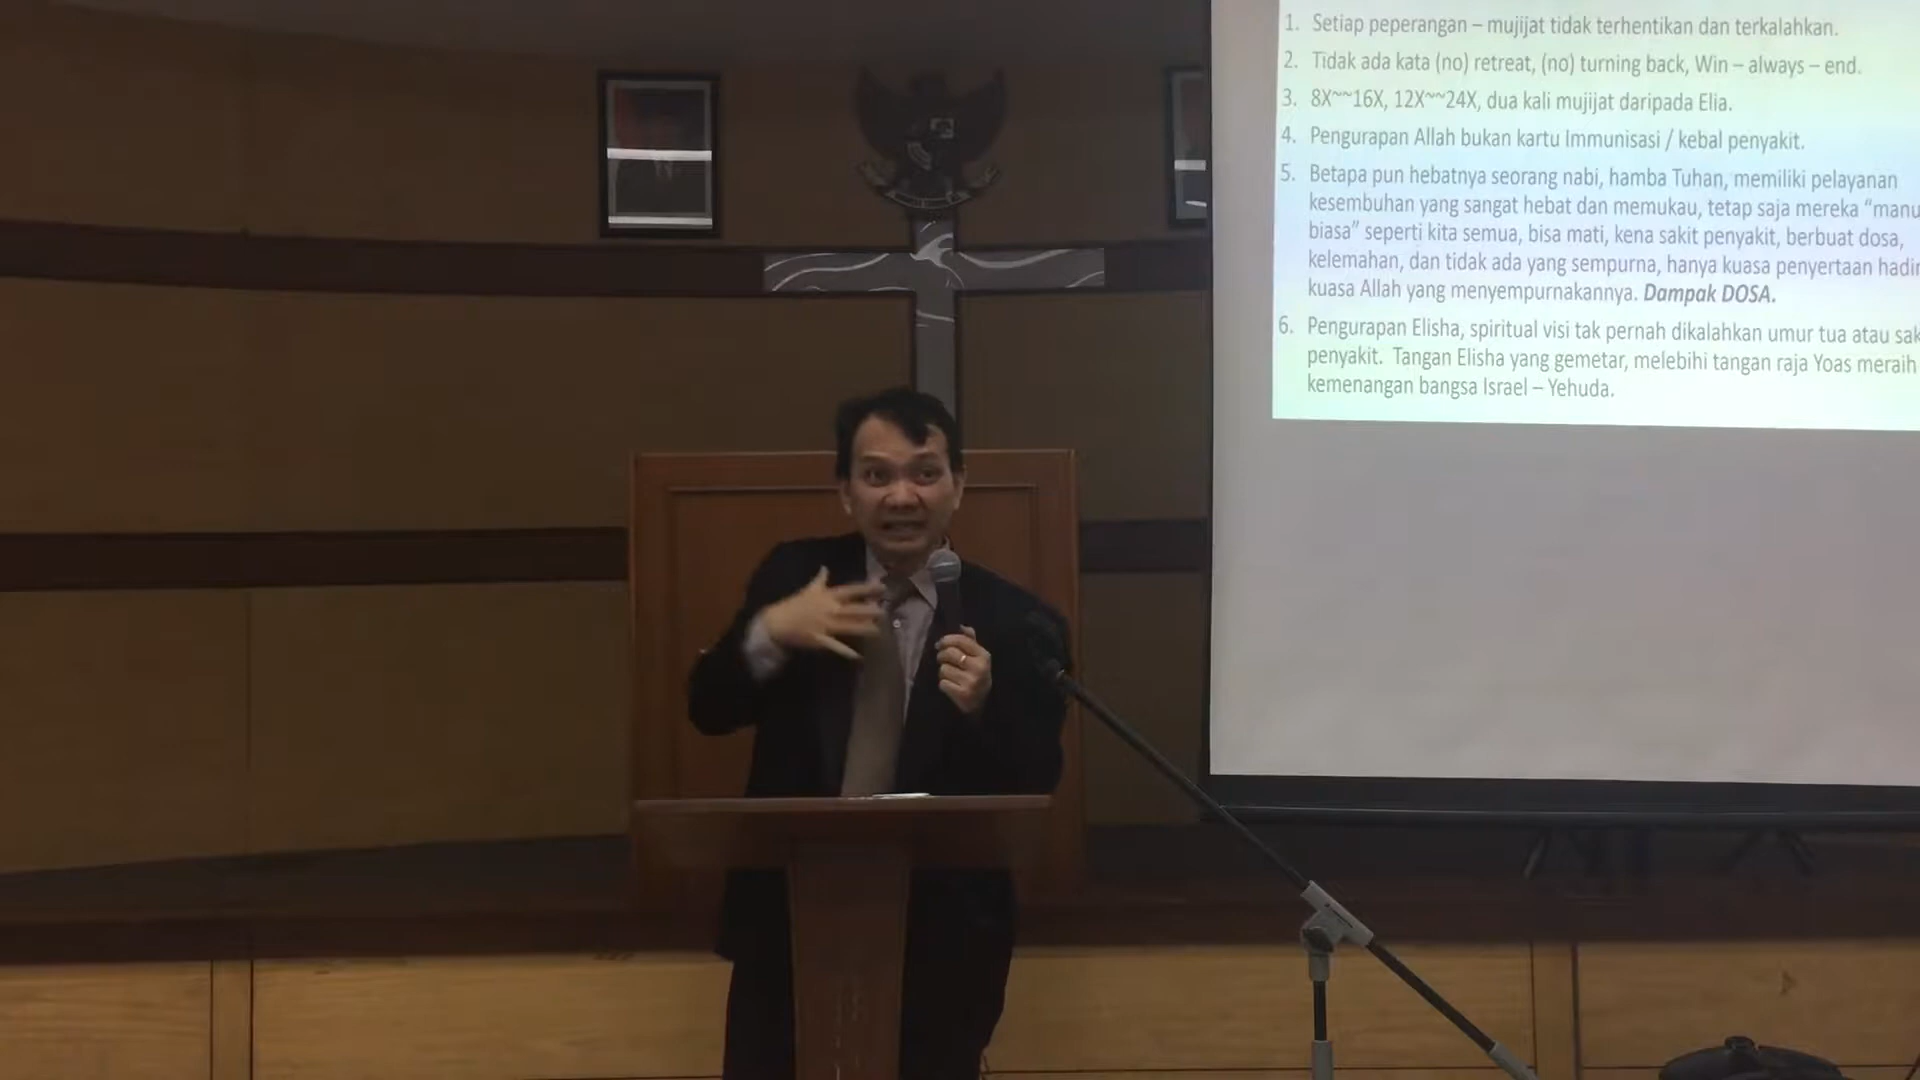 1. Setiap peperangan – mujijat tidak terhentikan dan terkalahkan.
2. Tidak ada kata (no) retreat, (no) turning back, Win – always – end.
3. 8X~~16X, 12X~~24X, dua kali mujijat daripada Elia.
4. Pengurapan Allah bukan kartu Immunisasi / kebal penyakit.
5. Betapa pun hebatnya seorang nabi, hamba Tuhan, memiliki pelayanan
kesembuhan yang sangat hebat dan memukau, tetap saja mereka “manu
biasa” seperti kita semua, bisa mati, kena sakit penyakit, berbuat dosa,
kelemahan, dan tidak ada yang sempurna, hanya kuasa penyertaan hadir
kuasa Allah yang menyempurnakannya. Dampak DOSA.
6. Pengurapan Elisha, spiritual visi tak pernah dikalahkan umur tua atau sak
penyakit. Tangan Elisha yang gemetar, melebihi tangan raja Yoas meraih
kemenangan bangsa Israel – Yehuda.